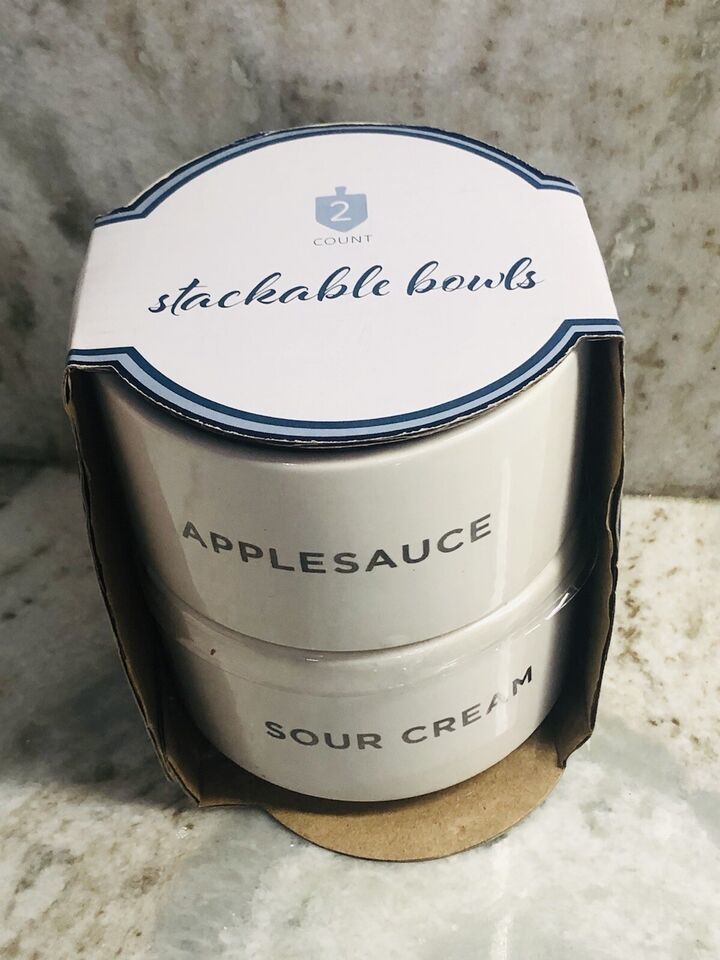 2
COUNT
stackable bowls
APPLESAUCE
SOUR CREAM